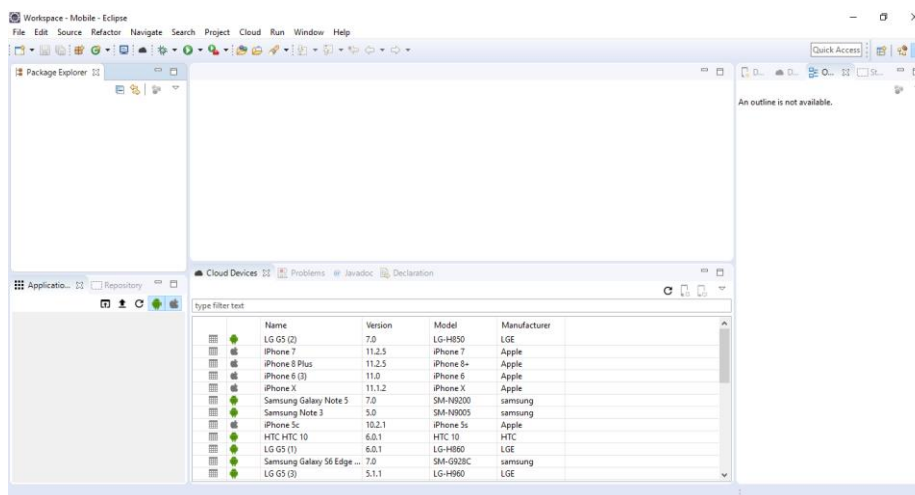 Workspace - Mobile - Eclipse
File Edit Source Refactor Navigate Search Project Cloud Run Window Help
Quick Access
Package Explorer
D... D... O... St...
An outline is not available.
Applicatio... Repository
Cloud Devices Problems Javadoc Declaration
type filter text
Name Version Model Manufacturer
LG G5 (2) 7.0 LG-H850 LGE
IPhone 7 11.2.5 iPhone 7 Apple
iPhone 8 Plus 11.2.5 iPhone 8+ Apple
iPhone 6 (3) 11.0 iPhone 6 Apple
iPhone X 11.1.2 iPhone X Apple
Samsung Galaxy Note 5 7.0 SM-N9200 samsung
Samsung Note 3 5.0 SM-N9005 samsung
iPhone 5c 10.2.1 iPhone 5s Apple
HTC HTC 10 6.0.1 HTC 10 HTC
LG G5 (1) 6.0.1 LG-H860 LGE
Samsung Galaxy S6 Edge ... 7.0 SM-G928C samsung
LG G5 (3) 5.1.1 LG-H960 LGE